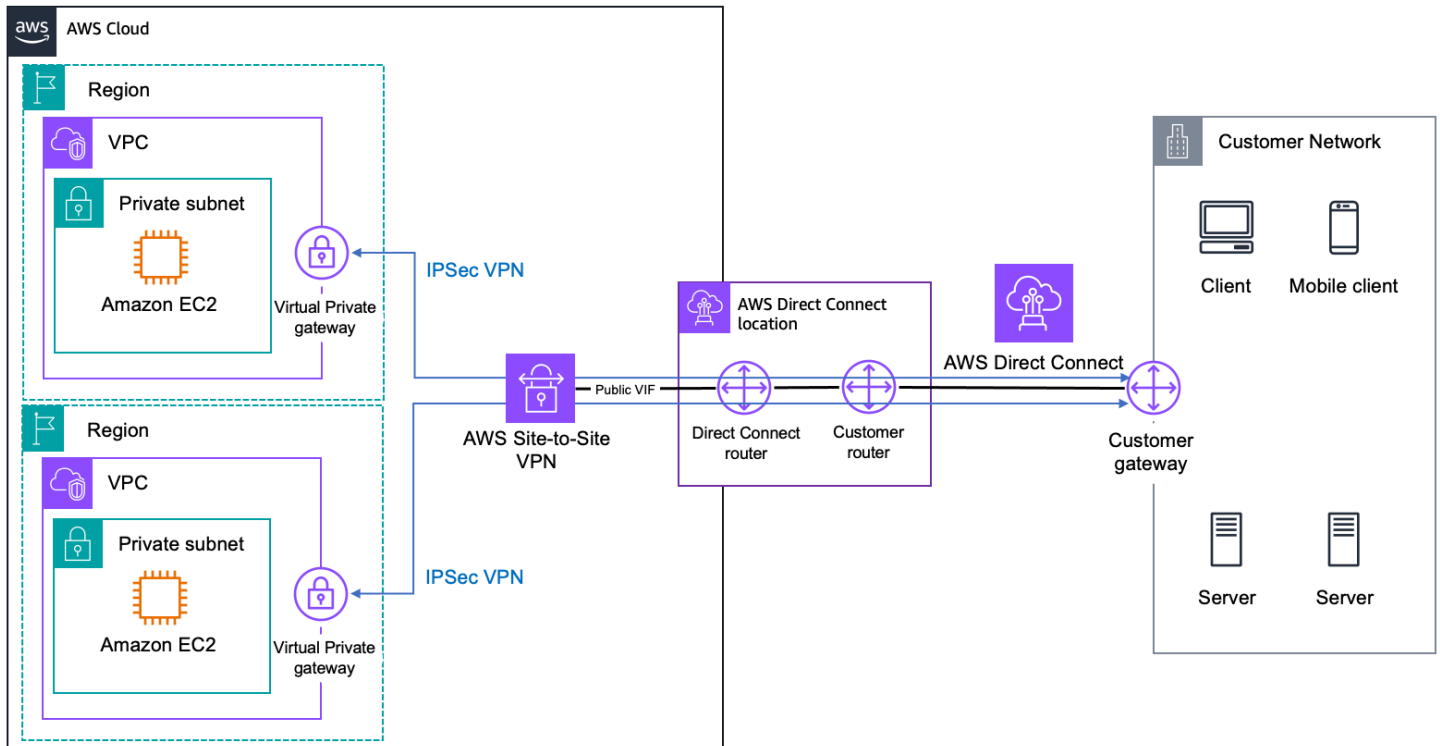 aws
AWS Cloud
Region
VPC
Private subnet
Amazon EC2
Virtual Private
gateway
IPSec VPN
Region
VPC
Private subnet
Amazon EC2
Virtual Private
gateway
IPSec VPN
AWS Site-to-Site
VPN
Public VIF
AWS Direct Connect
location
Direct Connect
router
Customer
router
AWS Direct Connect
Customer Network
Client
Mobile client
Customer
gateway
Server
Server